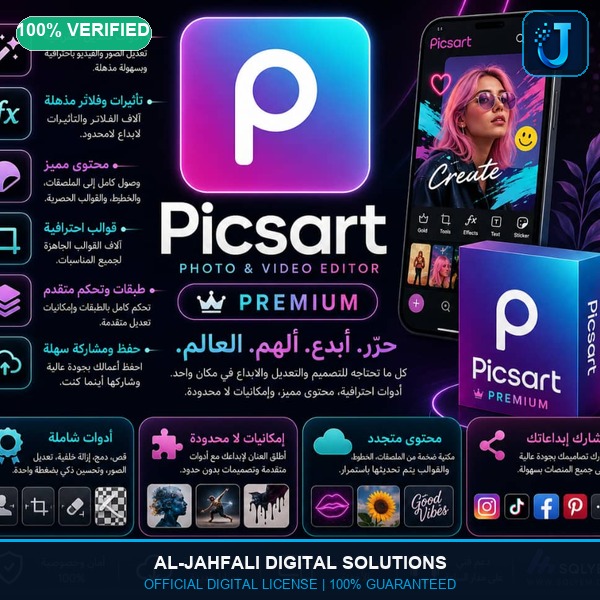 100% VERIFIED
J
تعديل الصور والفيديو باحترافية
وبسهولة مذهلة.
fx
تأثيرات وفلاتر مذهلة
آلاف الفلاتر والتأثيرات
لابداع لامحدود.
محتوى مميز
وصول كامل إلى الملصقات،
والخطيط، والقوالب الحصرية.
قوالب احترافية
آلاف القوالب الجاهزة
لجميع المناسبات.
طبقات وتحكم متقدم
تحكم كامل بالطبقات وإمكانيات
تعديل متقدمة.
حفظ ومشاركة سهلة
احفظ أعمالك بجودة عالية
وشاركها أينما كنت.
Picsart
PHOTO & VIDEO EDITOR
PREMIUM
حرّر. أبدع. ألهم. العالم.
كل ما تحتاجه للتصميم والتعديل والابداع في مكان واحد.
أدوات احترافية، محتوى مميز، وإمكانيات لا محدودة.
Picsart
Create
Gold
Tools
fx
Effects
T
Text
Sticker
Picsart
PREMIUM
Picsart
أدوات شاملة
قص، دمج، إزالة خلفية، تعديل
الصور، وتحسين ذكي بضغطة واحدة.
إمكانيات لا محدودة
أطلق العنان لإبداعك مع أدوات
متقدمة وتصميمات بدون حدود.
محتوى متجدد
مكتبة ضخمة من الملصقات، الخطوط،
والقوالب يتم تحديثها باستمرار.
Good
Vibes
شارك إبداعاتك
تصاميمك بجودة عالية
جميع المنصات بسهولة.
AL-JAHFALI DIGITAL SOLUTIONS
OFFICIAL DIGITAL LICENSE | 100% GUARANTEED